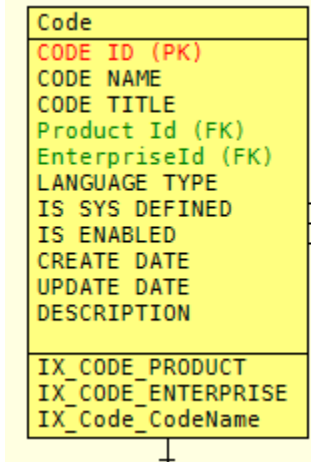 Code
CODE ID (PK)
CODE NAME
CODE TITLE
Product Id (FK)
EnterpriseId (FK)
LANGUAGE TYPE
IS SYS DEFINED
IS ENABLED
CREATE DATE
UPDATE DATE
DESCRIPTION
IX_CODE_PRODUCT
IX_CODE_ENTERPRISE
IX_Code_CodeName